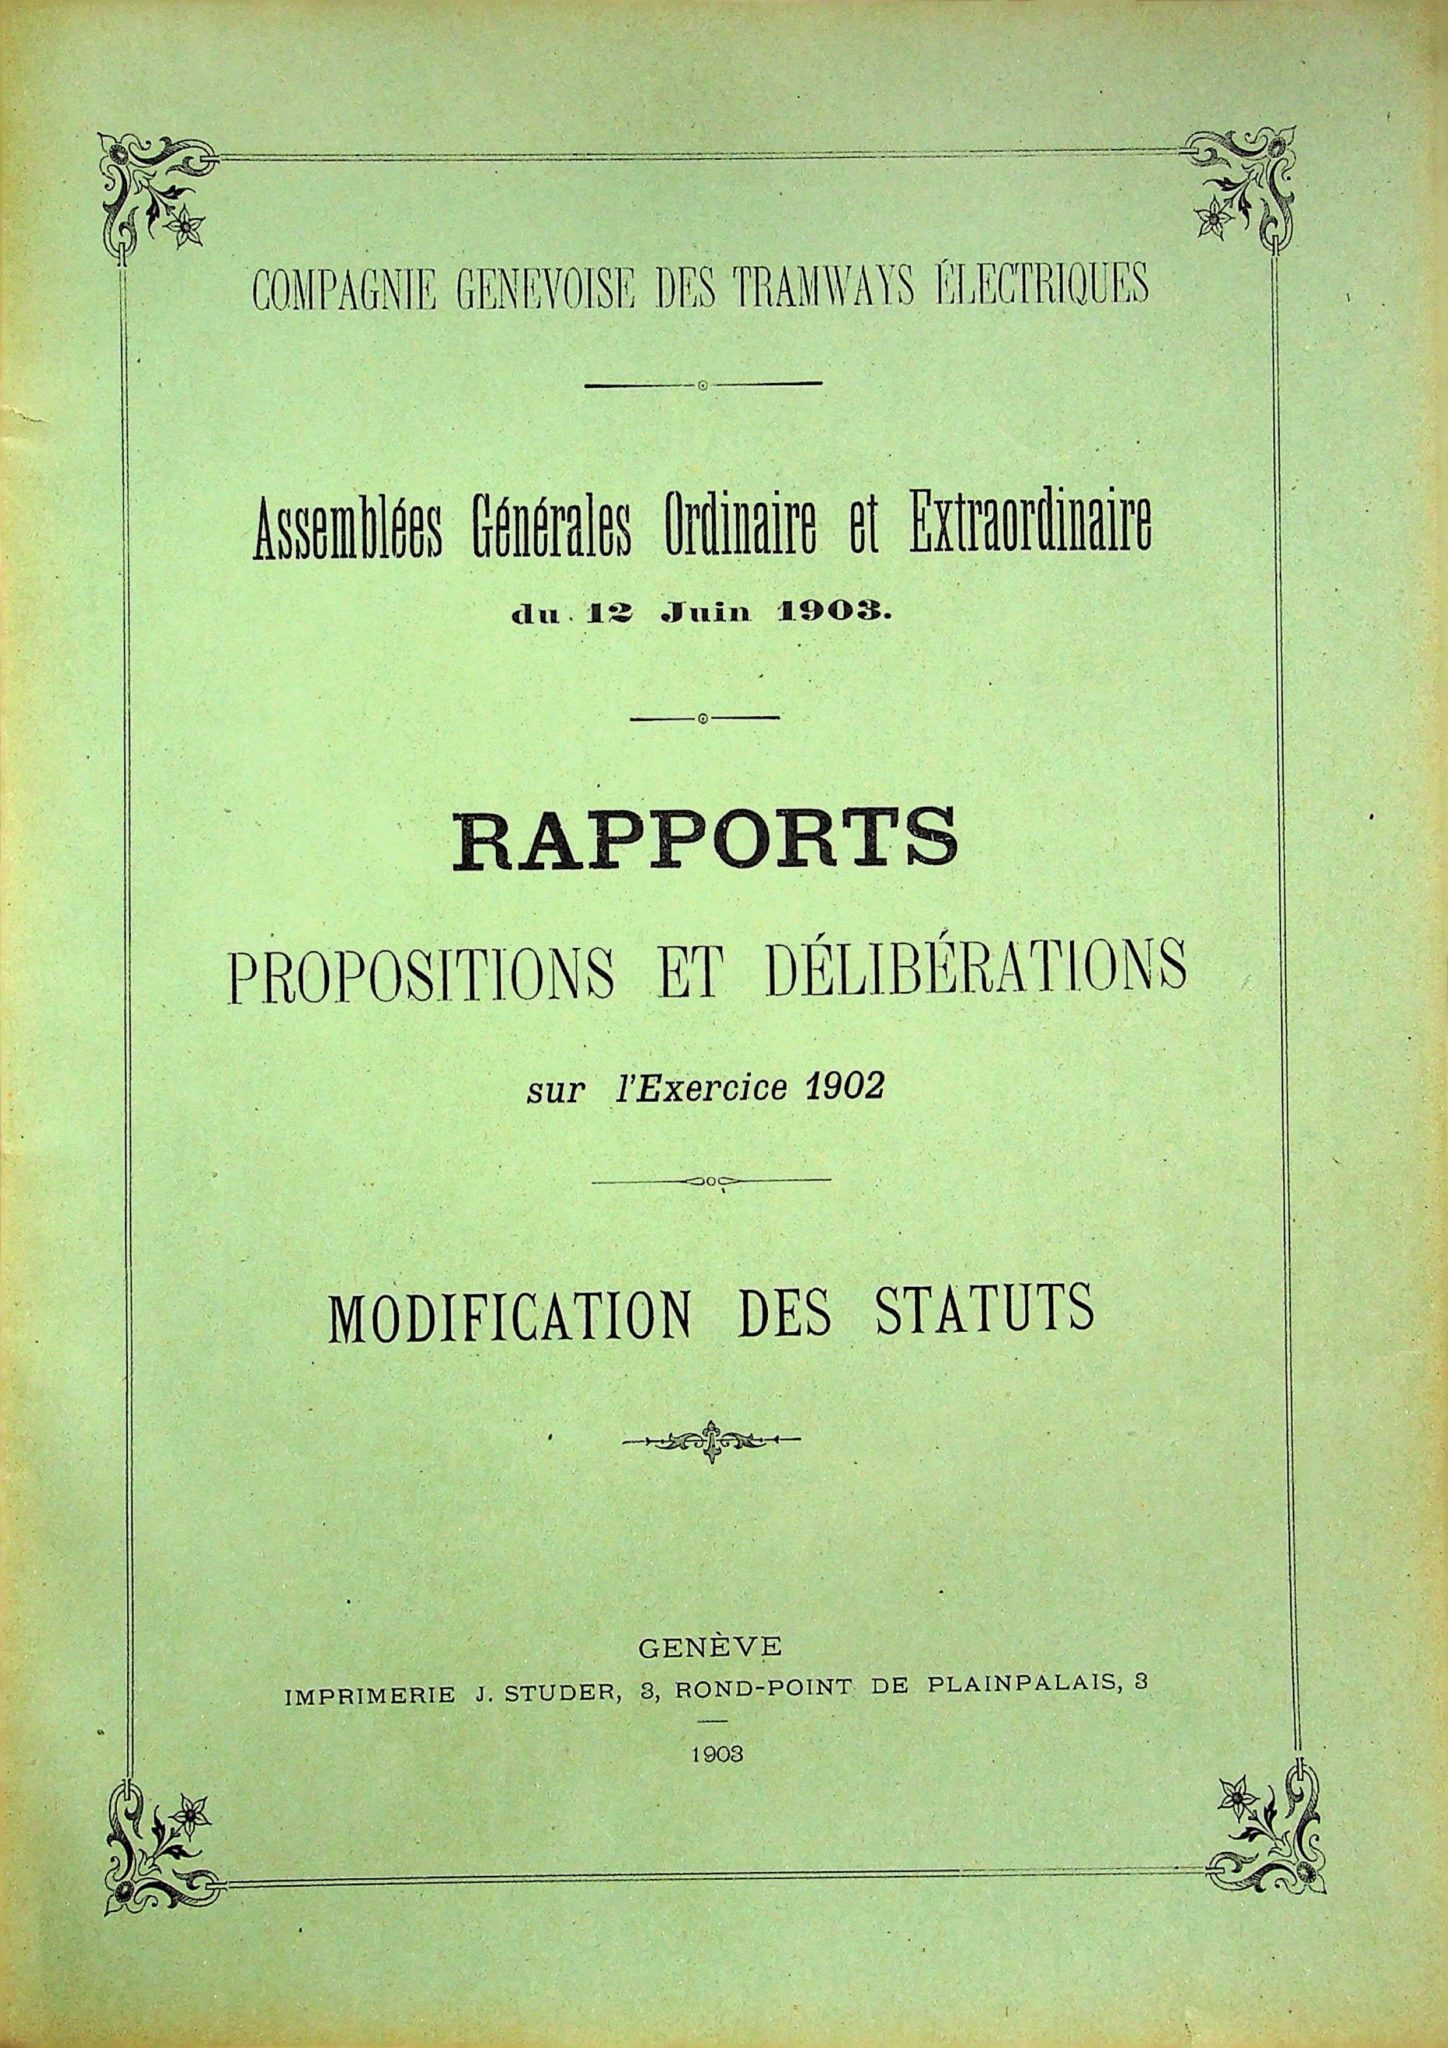 COMPAGNIE GENEVOISE DES TRAMWAYS ÉLECTRIQUES
Assemblées Générales Ordinaire et Extraordinaire
du 12 Juin 1903.
RAPPORTS
PROPOSITIONS ET DÉLIBÉRATIONS
sur l'Exercice 1902
MODIFICATION DES STATUTS
GENÈVE
IMPRIMERIE J. STUDER, 3, ROND-POINT DE PLAINPALAIS, 3
1903